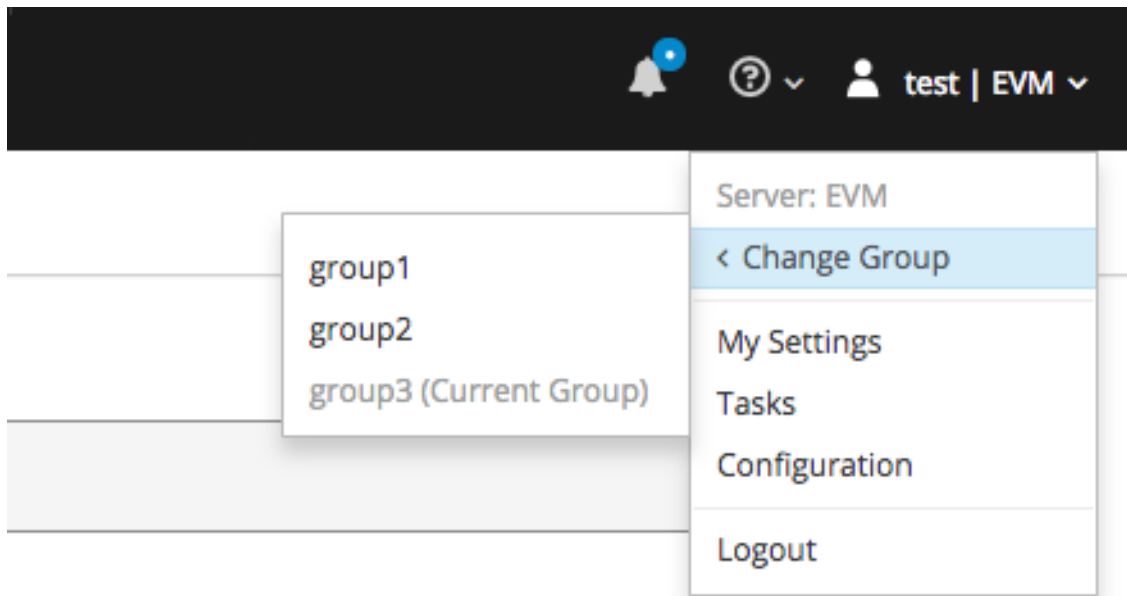 test | EVM
Server: EVM
< Change Group
group1
group2
group3 (Current Group)
My Settings
Tasks
Configuration
Logout